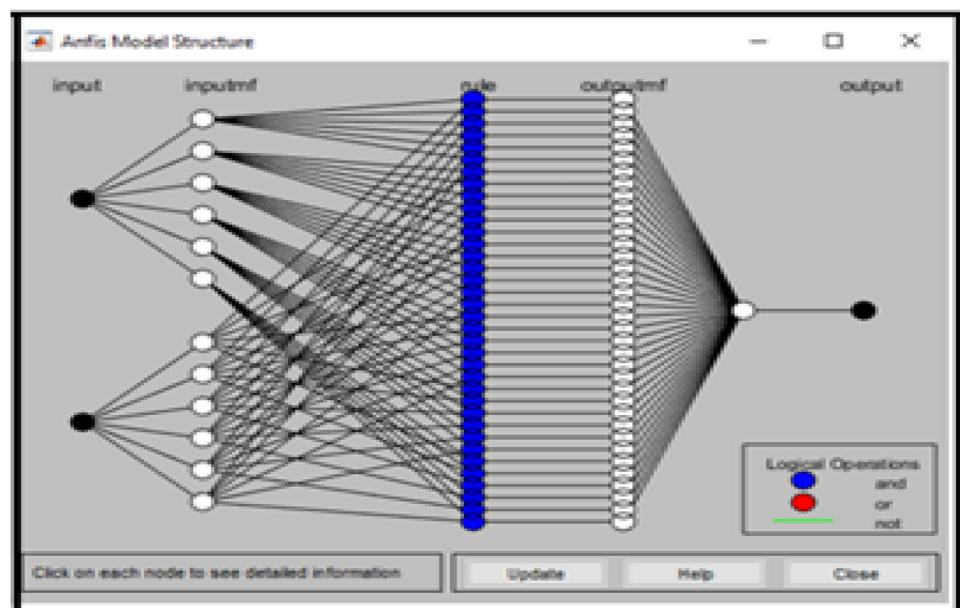 Anfis Model Structure
input inputmf rule outputmf output
Logical Operations
and
or
not
Click on each node to see detailed information
Update Help Close